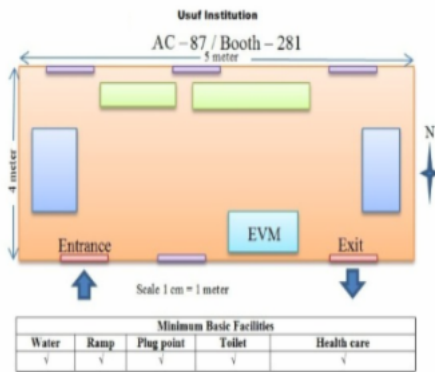 Usuf Institution
AC – 87 / Booth – 281
5 meter
4 meter
N
EVM
Entrance
Exit
Scale 1 cm = 1 meter
Minimum Basic Facilities
Water Ramp Plug point Toilet Health care
√ √ √ √ √